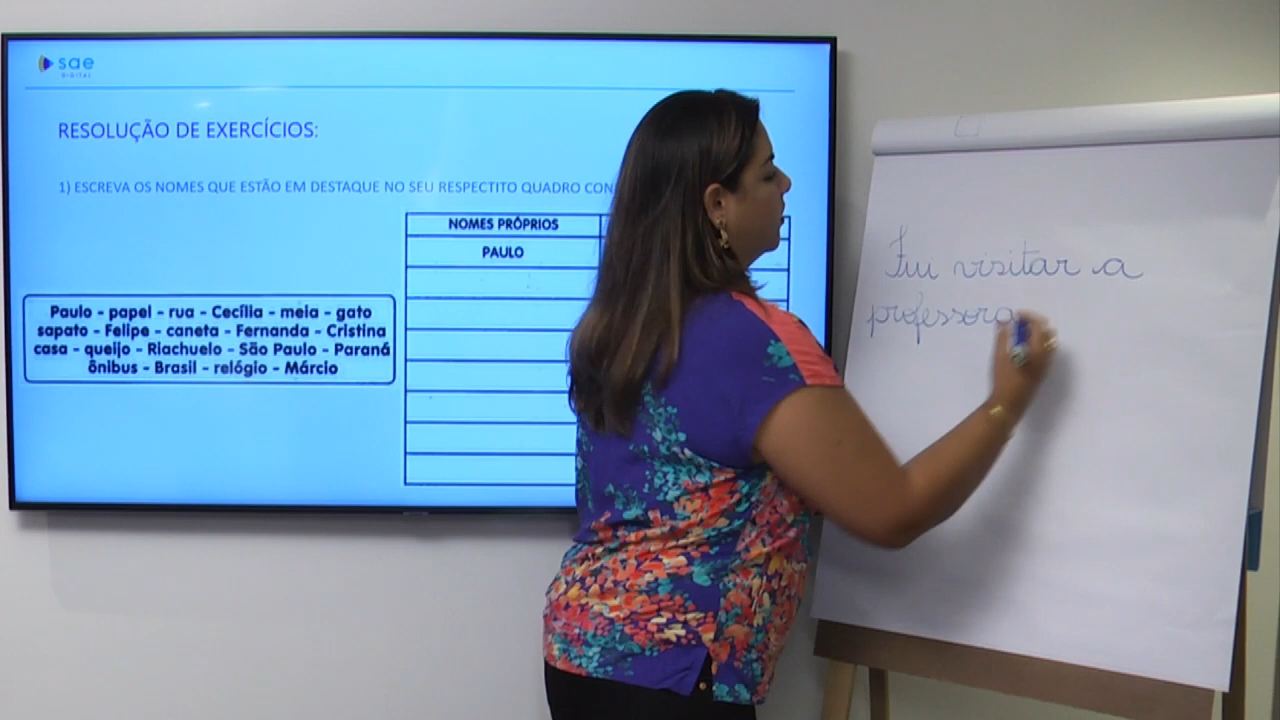 sae
DIGITAL
RESOLUÇÃO DE EXERCÍCIOS:
1) ESCREVA OS NOMES QUE ESTÃO EM DESTAQUE NO SEU RESPECTITO QUADRO CON
NOMES PRÓPRIOS
PAULO
Paulo - papel - rua - Cecília - meia - gato
sapato - Felipe - caneta - Fernanda - Cristina
casa - queijo - Riachuelo - São Paulo - Paraná
ônibus - Brasil - relógio - Márcio
Fui visitar a
professora